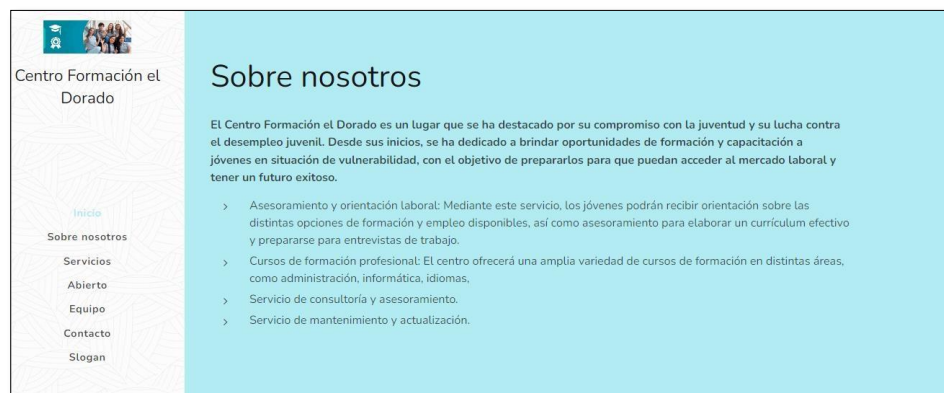 Centro Formación el
Dorado
Inicio
Sobre nosotros
Servicios
Abierto
Equipo
Contacto
Slogan
Sobre nosotros
El Centro Formación el Dorado es un lugar que se ha destacado por su compromiso con la juventud y su lucha contra
el desempleo juvenil. Desde sus inicios, se ha dedicado a brindar oportunidades de formación y capacitación a
jóvenes en situación de vulnerabilidad, con el objetivo de prepararlos para que puedan acceder al mercado laboral y
tener un futuro exitoso.
› Asesoramiento y orientación laboral: Mediante este servicio, los jóvenes podrán recibir orientación sobre las
distintas opciones de formación y empleo disponibles, así como asesoramiento para elaborar un currículum efectivo
y prepararse para entrevistas de trabajo.
› Cursos de formación profesional: El centro ofrecerá una amplia variedad de cursos de formación en distintas áreas,
como administración, informática, idiomas,
› Servicio de consultoría y asesoramiento.
› Servicio de mantenimiento y actualización.